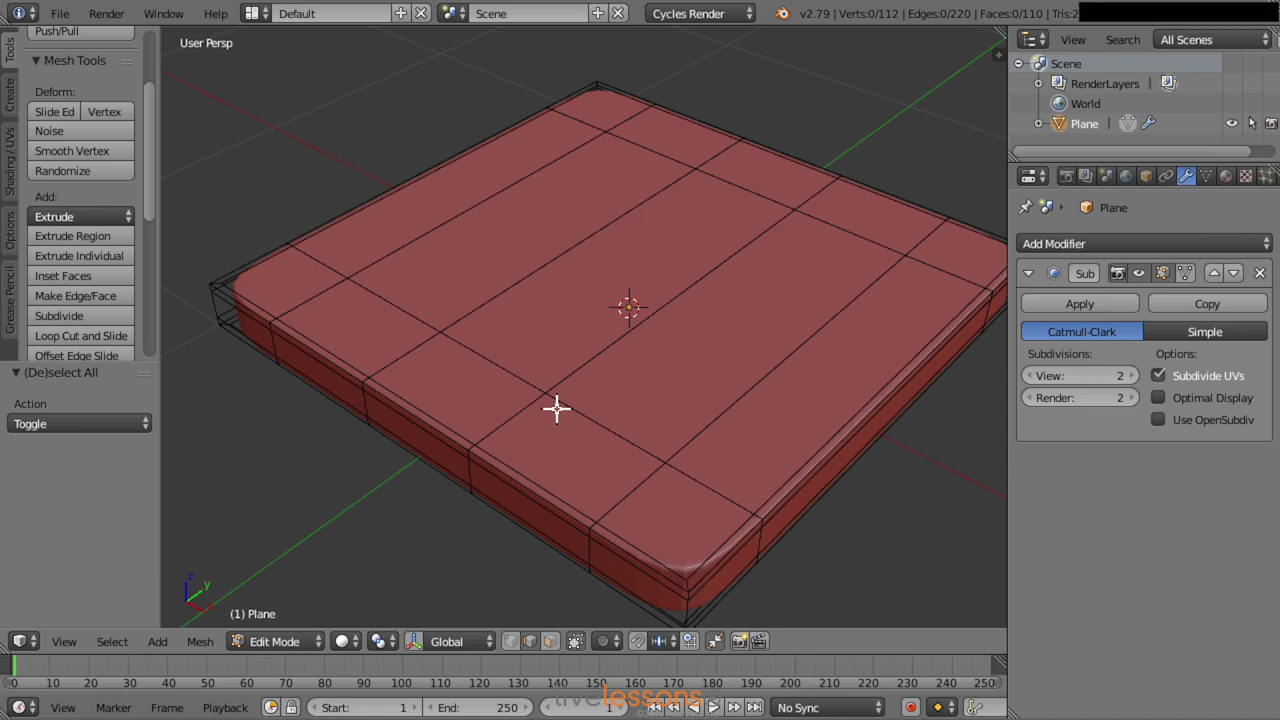 File Render Window Help Default Scene Cycles Render v2.79 | Verts:0/112 | Edges:0/220 | Faces:0/110 | Tris:2
Push/Pull
Mesh Tools
Deform:
Slide Ed Vertex
Noise
Smooth Vertex
Randomize
Add:
Extrude
Extrude Region
Extrude Individual
Inset Faces
Make Edge/Face
Subdivide
Loop Cut and Slide
Offset Edge Slide
(De)select All
Action
Toggle
Tools
Create
Shading / UVs
Options
Grease Pencil
User Persp
z
y
(1) Plane
View Select Add Mesh Edit Mode Global
0 10 20 30 40 50 60 70 80 90 100 110 120 130 140 150 160 170 180 190 200 210 220 230 240 250
View Marker Frame Playback Start: 1 End: 250 1 No Sync
livelessons
View Search All Scenes
Scene
RenderLayers
World
Plane
Plane
Add Modifier
Sub
Apply Copy
Catmull-Clark Simple
Subdivisions: Options:
View: 2 Subdivide UVs
Render: 2 Optimal Display
Use OpenSubdiv